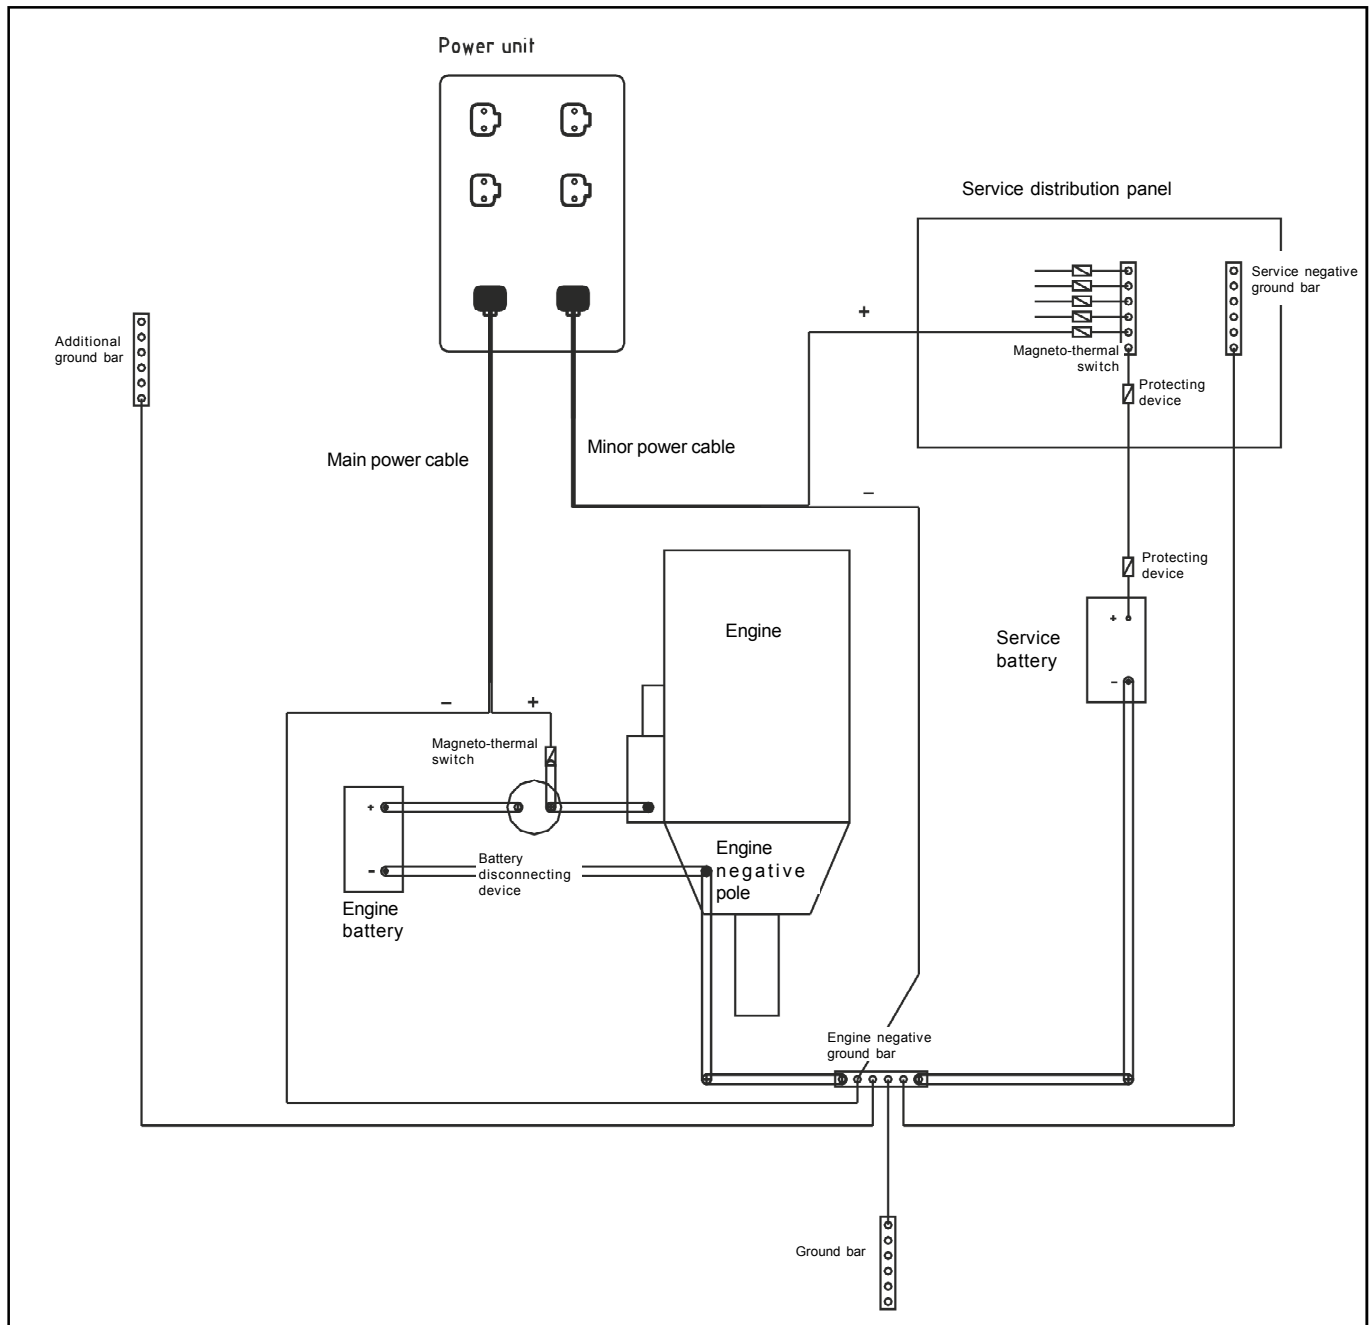 Power unit
Service distribution panel
Service negative
ground bar
+
Additional
ground bar
Magneto-thermal
switch
Protecting
device
Main power cable
Minor power cable
–
Protecting
device
Engine
+
Service
battery
–
–
+
Magneto-thermal
switch
+
Engine
negative
pole
Battery
disconnecting
device
–
Engine
battery
Engine negative
ground bar
Ground bar